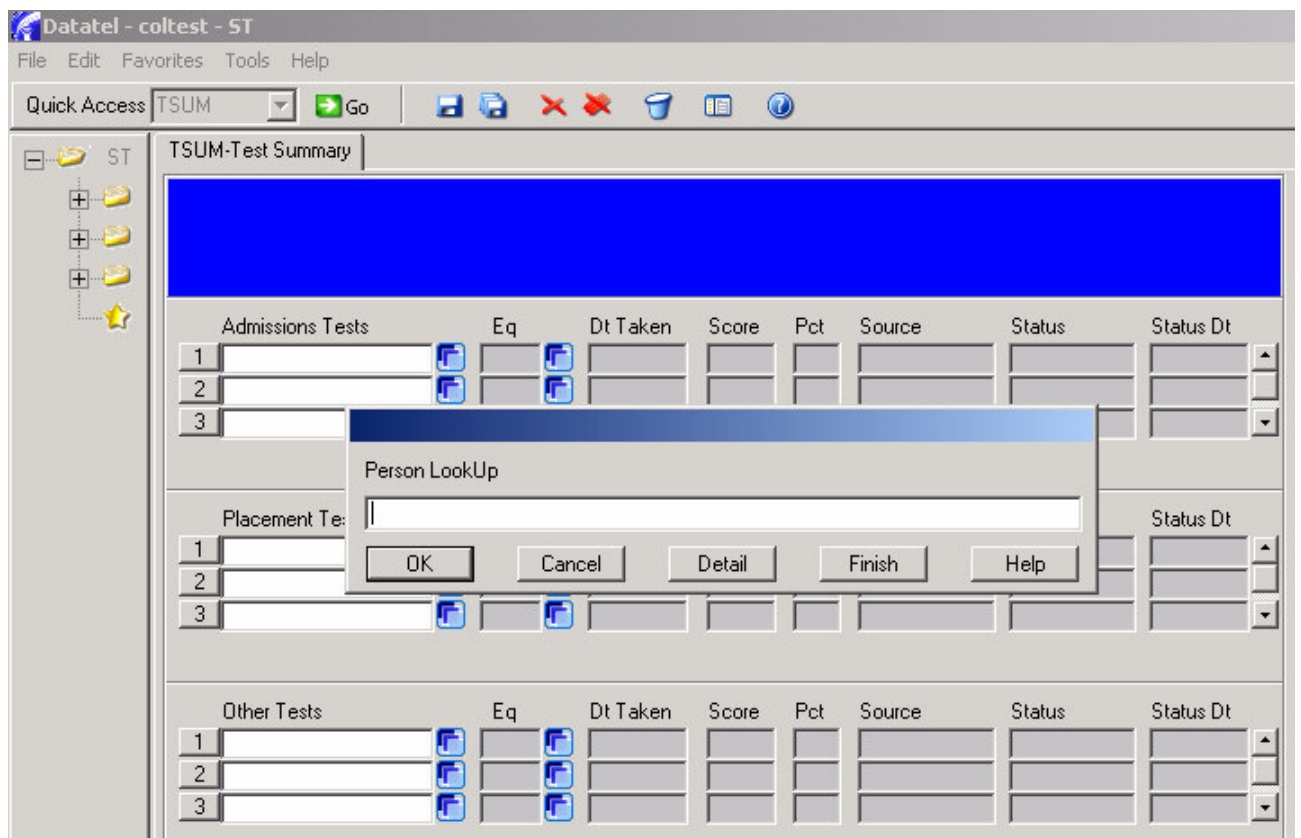 Datatel - coltest - ST
File Edit Favorites Tools Help
Quick Access TSUM Go
ST
TSUM-Test Summary
Admissions Tests Eq Dt Taken Score Pct Source Status Status Dt
1
2
3
Person LookUp
Placement Te Status Dt
OK Cancel Detail Finish Help
1
2
3
Other Tests Eq Dt Taken Score Pct Source Status Status Dt
1
2
3